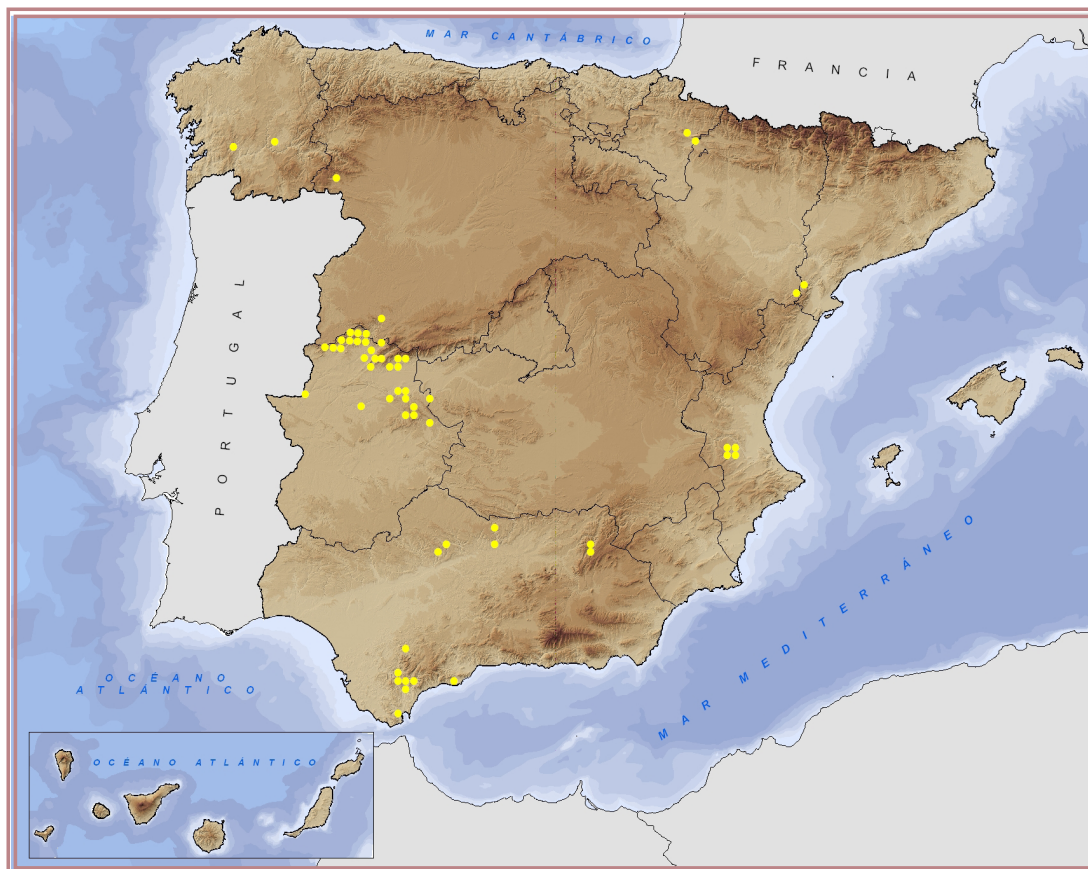 MAR CANTÁBRICO
FRANCIA
PORTUGAL
MAR MEDITERRÁNEO
OCÉANO
ATLÁNTICO
OCÉANO ATLÁNTICO